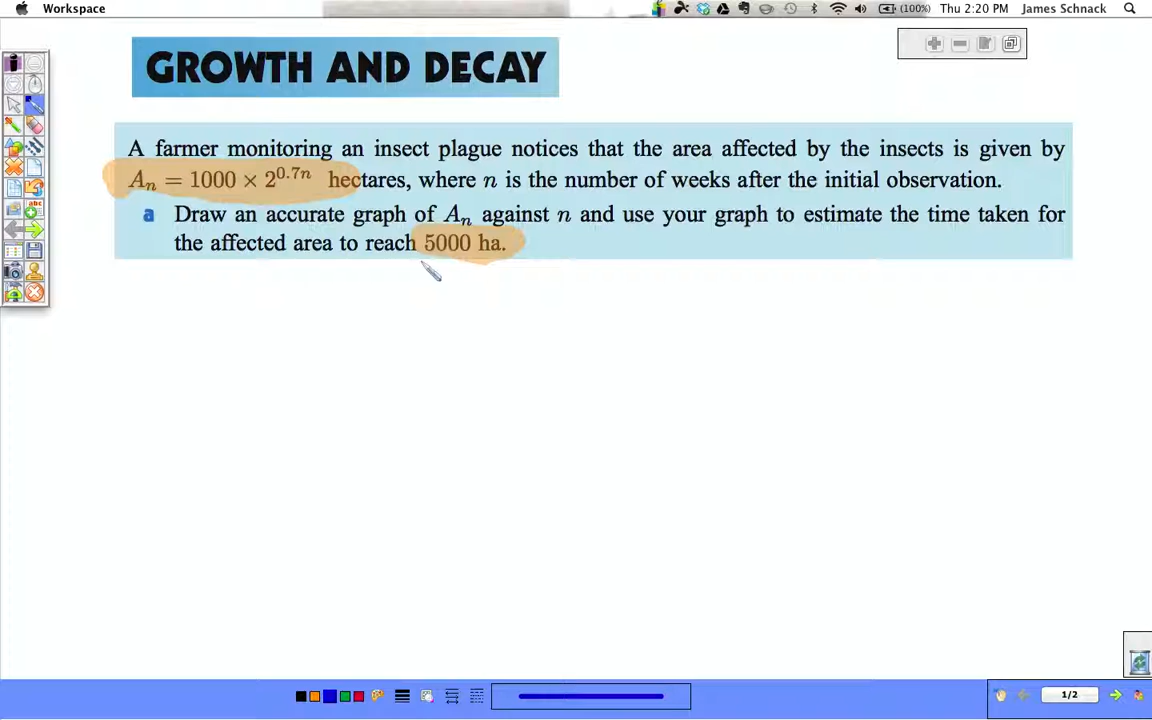 Workspace
(100%) Thu 2:20 PM James Schnack
GROWTH AND DECAY
A farmer monitoring an insect plague notices that the area affected by the insects is given by
Aₙ = 1000 × 2⁰·⁷ⁿ hectares, where n is the number of weeks after the initial observation.
a Draw an accurate graph of Aₙ against n and use your graph to estimate the time taken for
the affected area to reach 5000 ha.
1/2